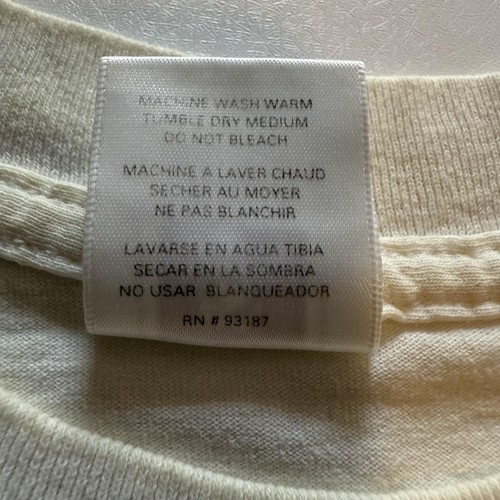 MACHINE WASH WARM
TUMBLE DRY MEDIUM
DO NOT BLEACH
MACHINE A LAVER CHAUD
SECHER AU MOYER
NE PAS BLANCHIR
LAVARSE EN AGUA TIBIA
SECAR EN LA SOMBRA
NO USAR BLANQUEADOR
RN # 93187